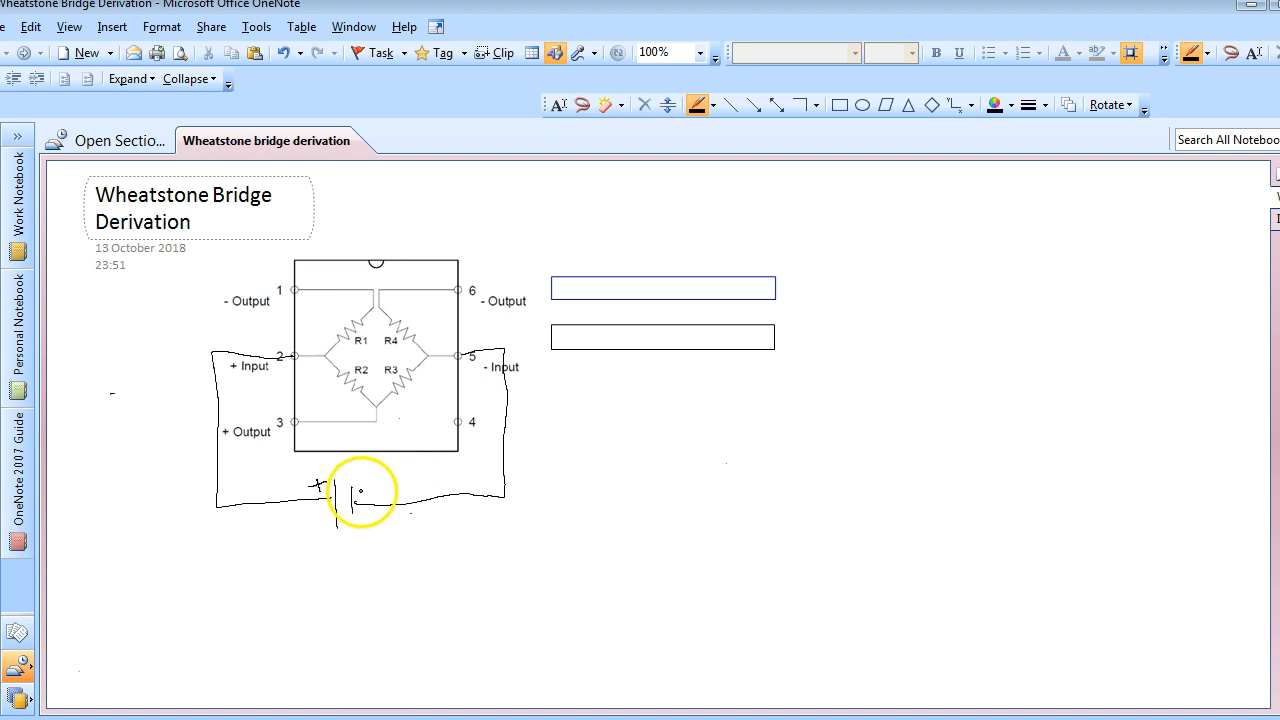 Wheatstone Bridge Derivation - Microsoft Office OneNote
Edit View Insert Format Share Tools Table Window Help
New Task Tag Clip 100%
Expand Collapse
Rotate
Open Sectio... Wheatstone bridge derivation Search All Noteboo
Work Notebook
Personal Notebook
OneNote 2007 Guide
Wheatstone Bridge
Derivation
13 October 2018
23:51
1 6
- Output - Output
R1 R4
2 5
+ Input - Input
R2 R3
3 4
+ Output
+